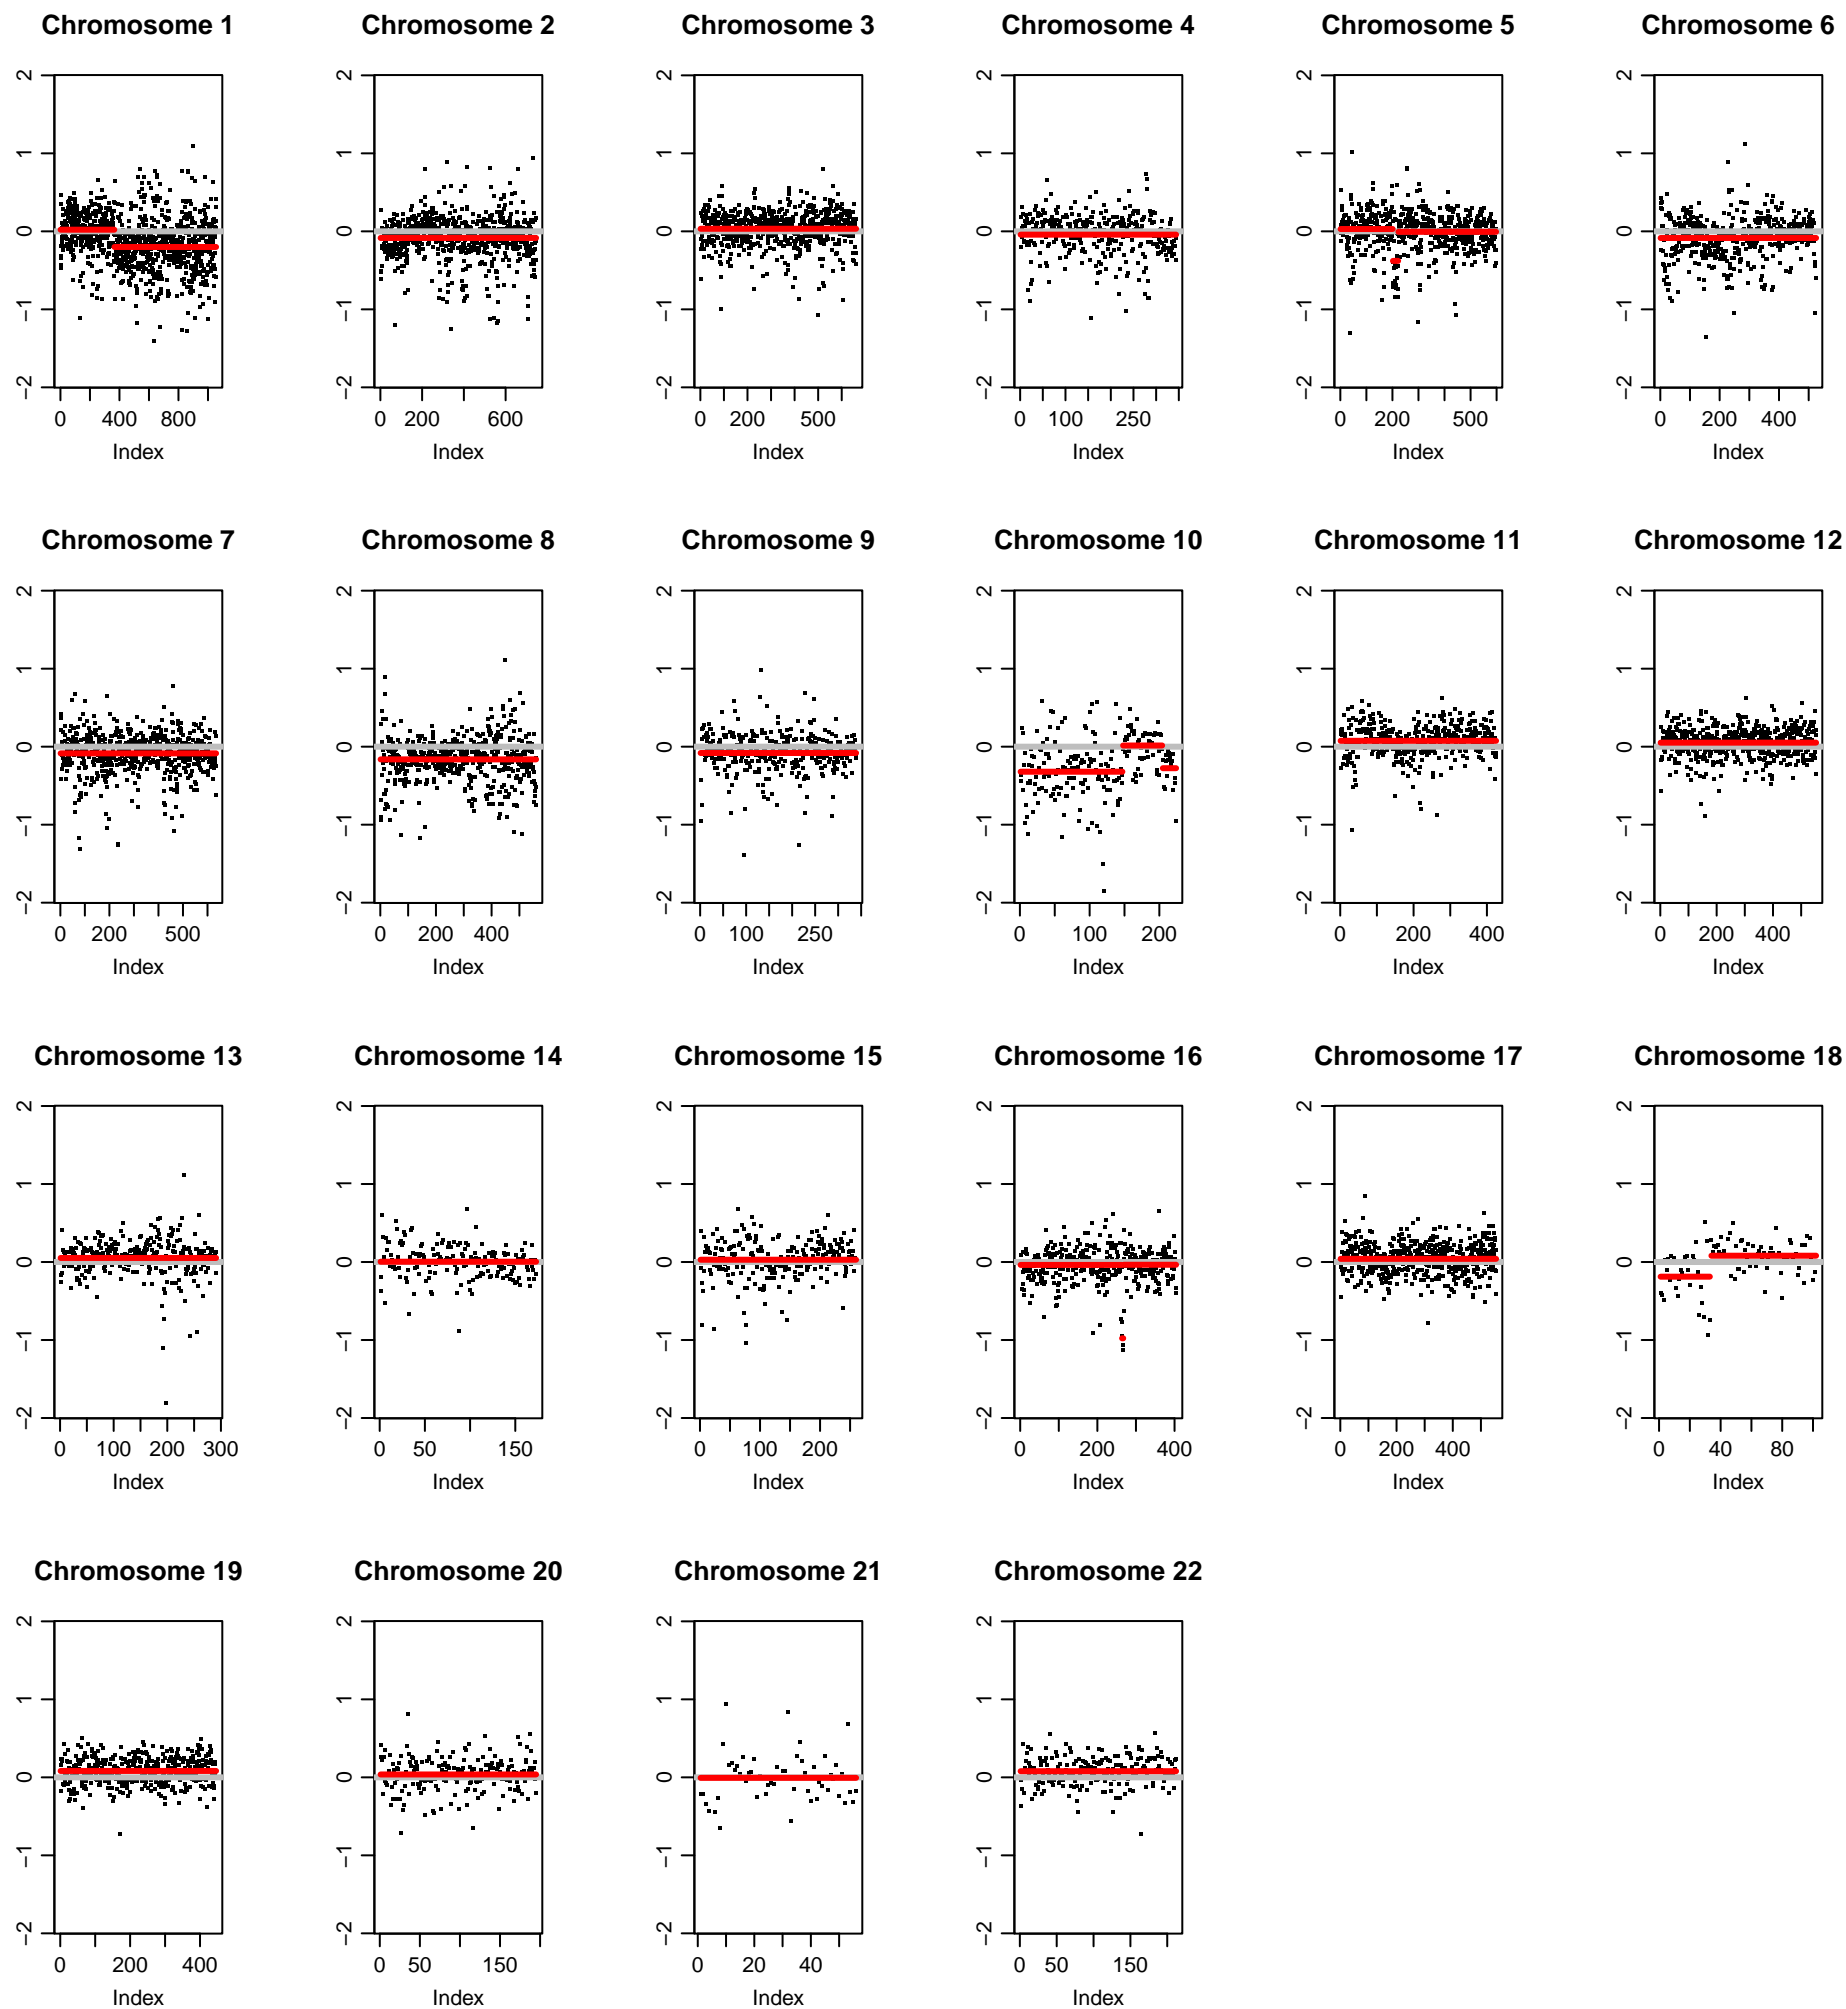 Chromosome 1 Chromosome 2 Chromosome 3 Chromosome 4 Chromosome 5 Chromosome 6
2 2 2 2 2 2
1 1 1 1 1 1
0 0 0 0 0 0
−1 −1 −1 −1 −1 −1
−2 −2 −2 −2 −2 −2
0 400 800 0 200 600 0 200 500 0 100 250 0 200 500 0 200 400
Index Index Index Index Index Index
Chromosome 7 Chromosome 8 Chromosome 9 Chromosome 10 Chromosome 11 Chromosome 12
2 2 2 2 2 2
1 1 1 1 1 1
0 0 0 0 0 0
−1 −1 −1 −1 −1 −1
−2 −2 −2 −2 −2 −2
0 200 500 0 200 400 0 100 250 0 100 200 0 200 400 0 200 400
Index Index Index Index Index Index
Chromosome 13 Chromosome 14 Chromosome 15 Chromosome 16 Chromosome 17 Chromosome 18
2 2 2 2 2 2
1 1 1 1 1 1
0 0 0 0 0 0
−1 −1 −1 −1 −1 −1
−2 −2 −2 −2 −2 −2
0 100 200 300 0 50 150 0 100 200 0 200 400 0 200 400 0 40 80
Index Index Index Index Index Index
Chromosome 19 Chromosome 20 Chromosome 21 Chromosome 22
2 2 2 2
1 1 1 1
0 0 0 0
−1 −1 −1 −1
−2 −2 −2 −2
0 200 400 0 50 150 0 20 40 0 50 150
Index Index Index Index